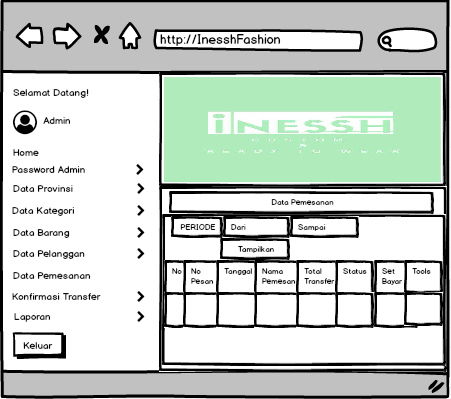 http://InesshFashion
Selamat Datang!
Admin
Home
Password Admin
Data Provinsi
Data Kategori
Data Barang
Data Pelanggan
Data Pemesanan
Konfirmasi Transfer
Laporan
Keluar
iNESSH
CUSTOM
&
READY TO WEAR
Data Pemesanan
PERIODE Dari Sampai
Tampilkan
No No Pesan Tanggal Nama Pemesan Total Transfer Status Set Bayar Tools